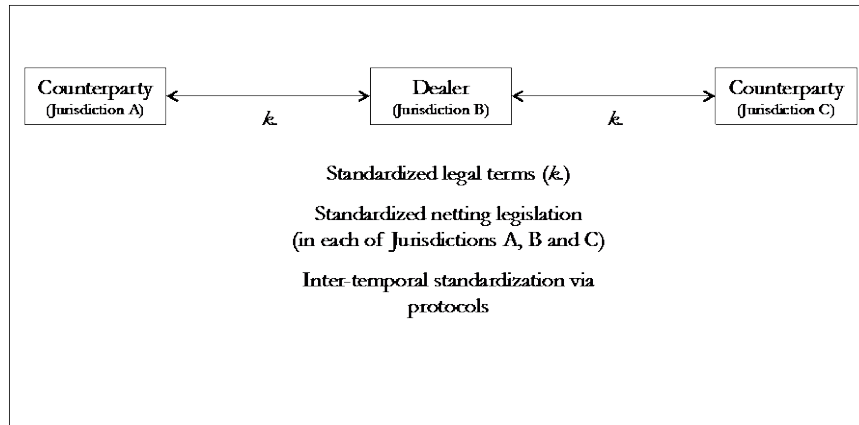 Counterparty
(Jurisdiction A)
Dealer
(Jurisdiction B)
Counterparty
(Jurisdiction C)
k
k
Standardized legal terms (k)
Standardized netting legislation
(in each of Jurisdictions A, B and C)
Inter-temporal standardization via
protocols